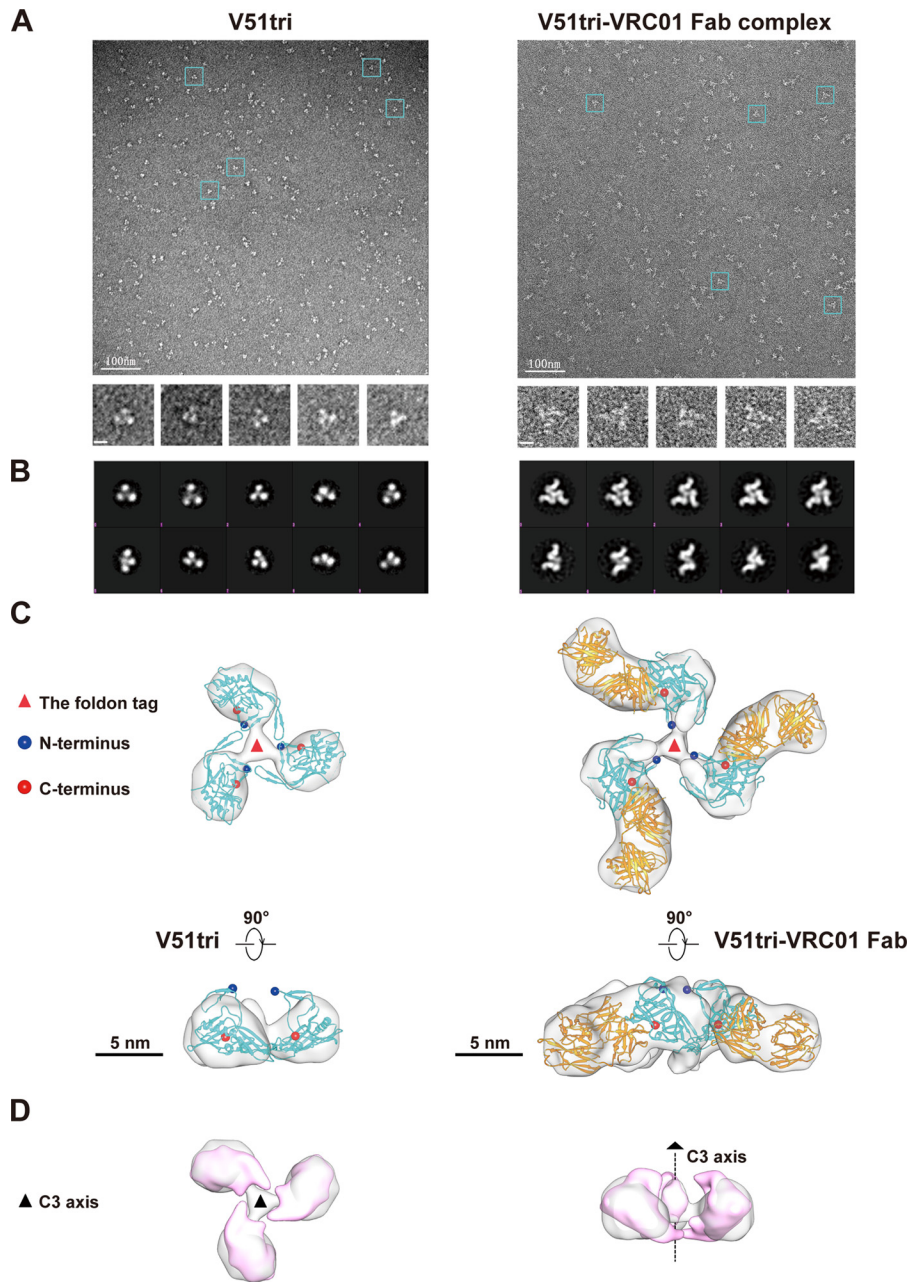 A
V51tri
V51tri-VRC01 Fab complex
100nm
100nm
B
C
The foldon tag
N-terminus
C-terminus
90°
V51tri
90°
V51tri-VRC01 Fab
5 nm
5 nm
D
C3 axis
C3 axis